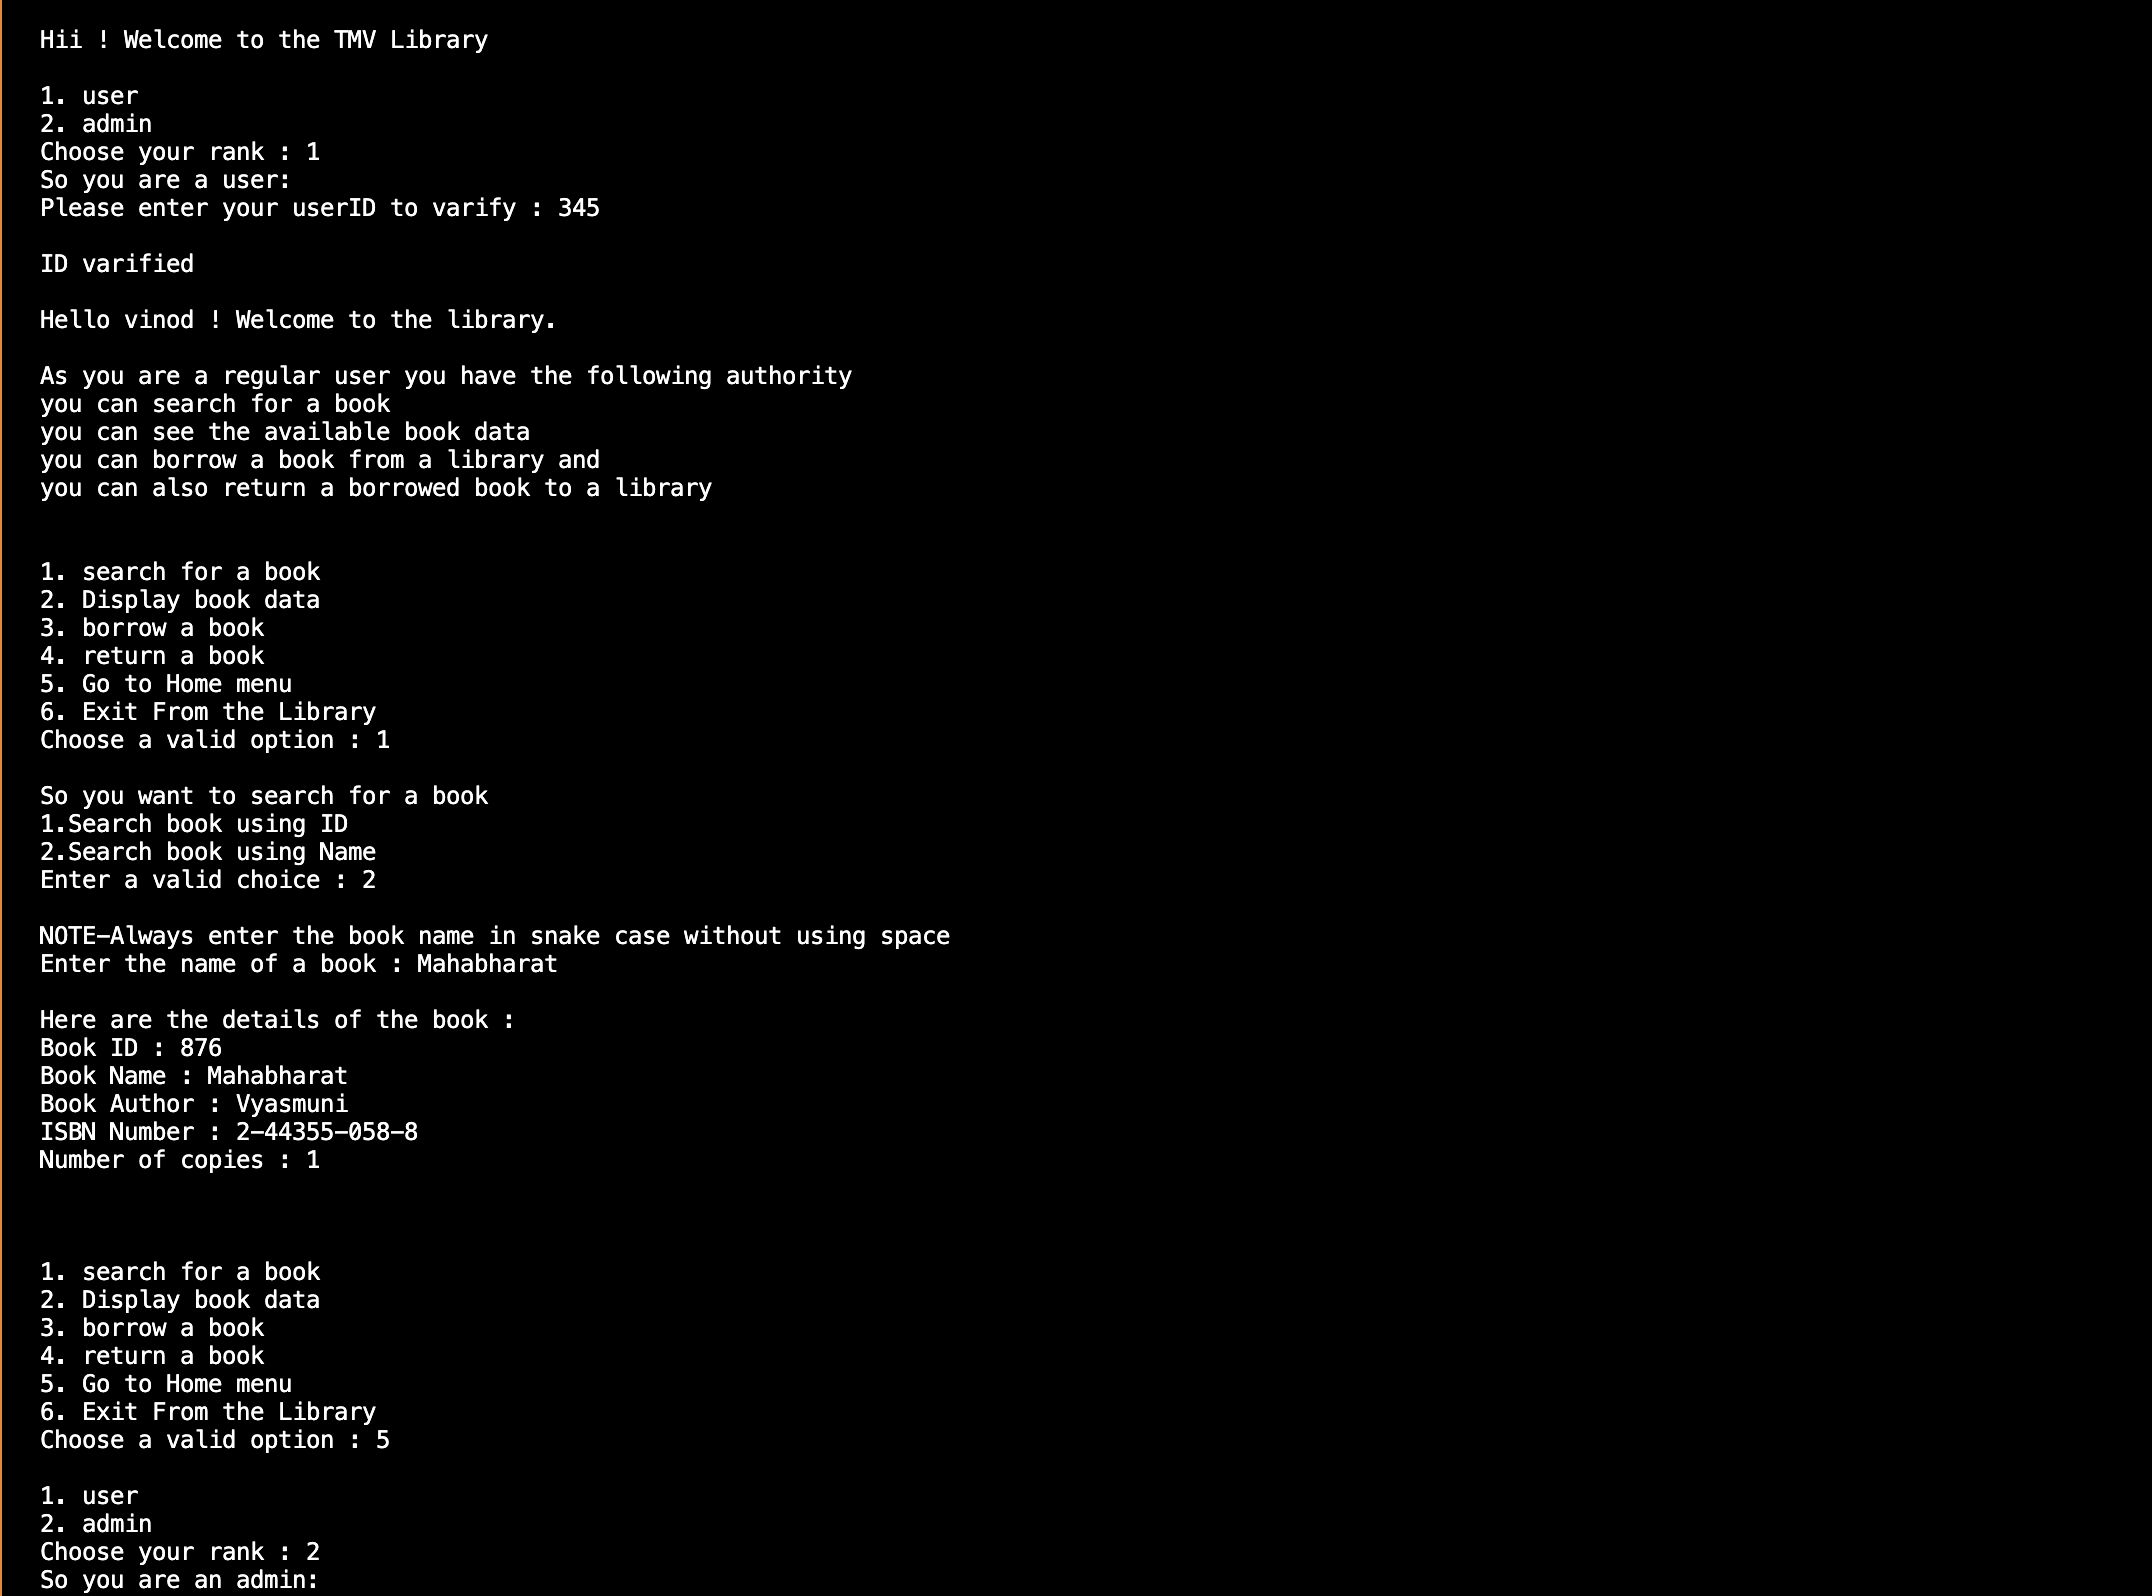 Hii ! Welcome to the TMV Library
1. user
2. admin
Choose your rank : 1
So you are a user:
Please enter your userID to varify : 345
ID varified
Hello vinod ! Welcome to the library.
As you are a regular user you have the following authority
you can search for a book
you can see the available book data
you can borrow a book from a library and
you can also return a borrowed book to a library
1. search for a book
2. Display book data
3. borrow a book
4. return a book
5. Go to Home menu
6. Exit From the Library
Choose a valid option : 1
So you want to search for a book
1.Search book using ID
2.Search book using Name
Enter a valid choice : 2
NOTE-Always enter the book name in snake case without using space
Enter the name of a book : Mahabharat
Here are the details of the book :
Book ID : 876
Book Name : Mahabharat
Book Author : Vyasmuni
ISBN Number : 2-44355-058-8
Number of copies : 1
1. search for a book
2. Display book data
3. borrow a book
4. return a book
5. Go to Home menu
6. Exit From the Library
Choose a valid option : 5
1. user
2. admin
Choose your rank : 2
So you are an admin: